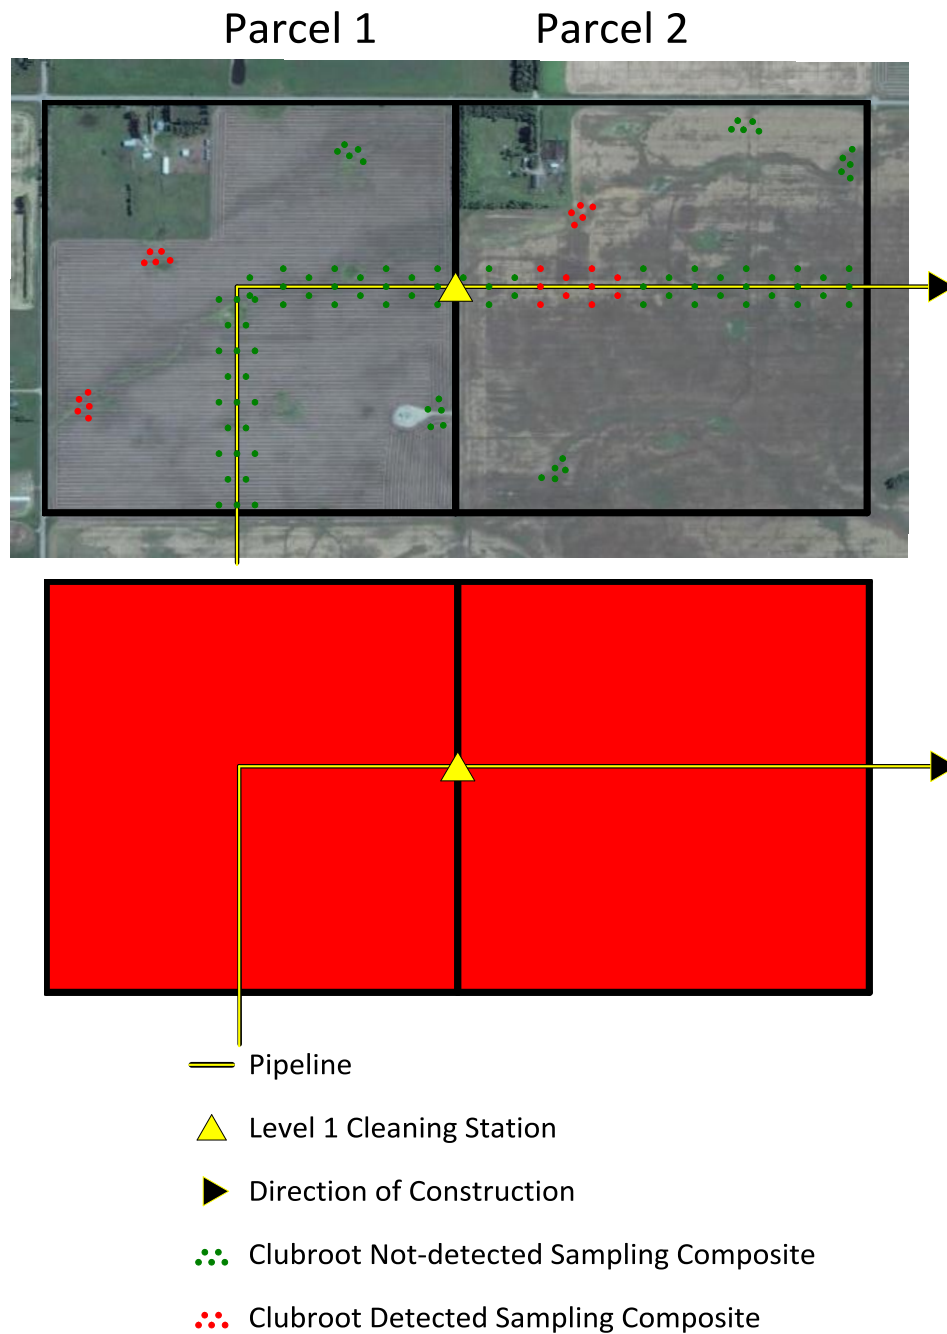 Parcel 1
Parcel 2
Pipeline
Level 1 Cleaning Station
Direction of Construction
Clubroot Not-detected Sampling Composite
Clubroot Detected Sampling Composite